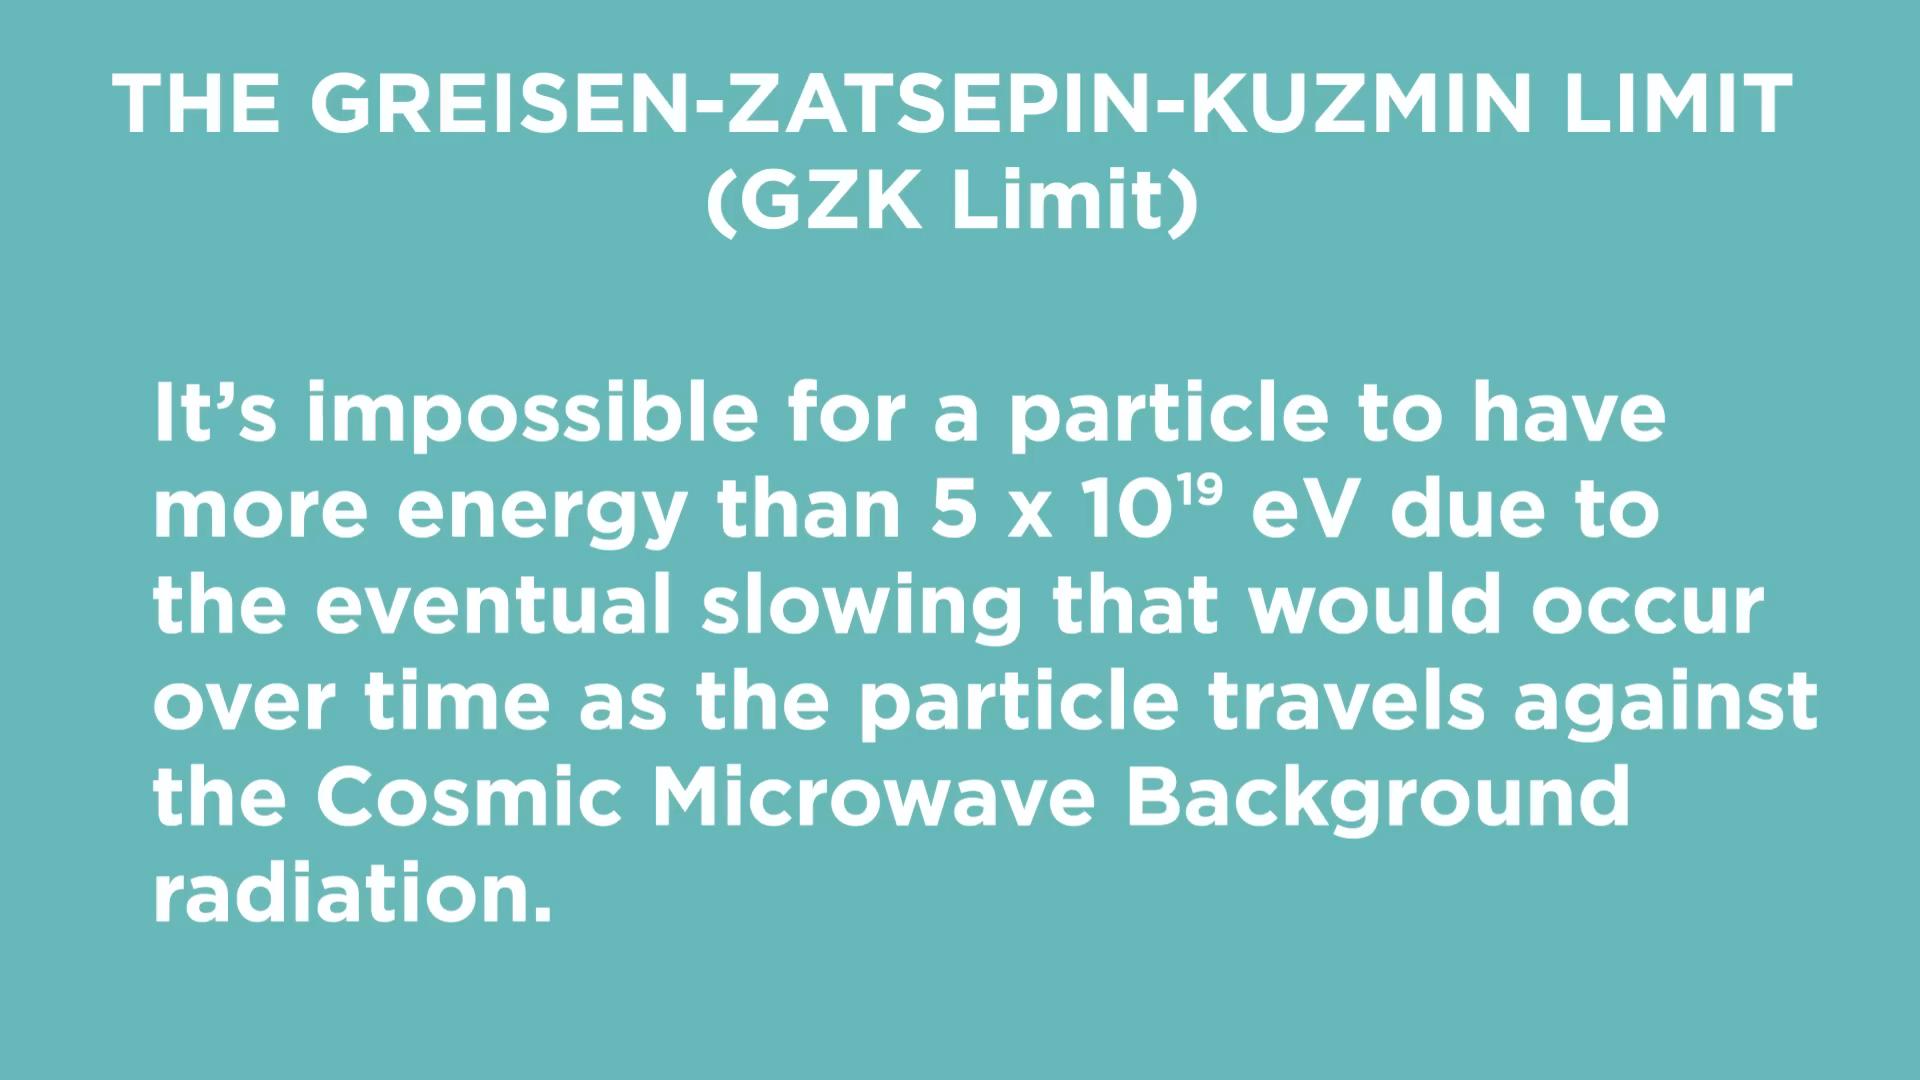 THE GREISEN-ZATSEPIN-KUZMIN LIMIT
(GZK Limit)
It’s impossible for a particle to have
more energy than 5 x 10¹⁹ eV due to
the eventual slowing that would occur
over time as the particle travels against
the Cosmic Microwave Background
radiation.